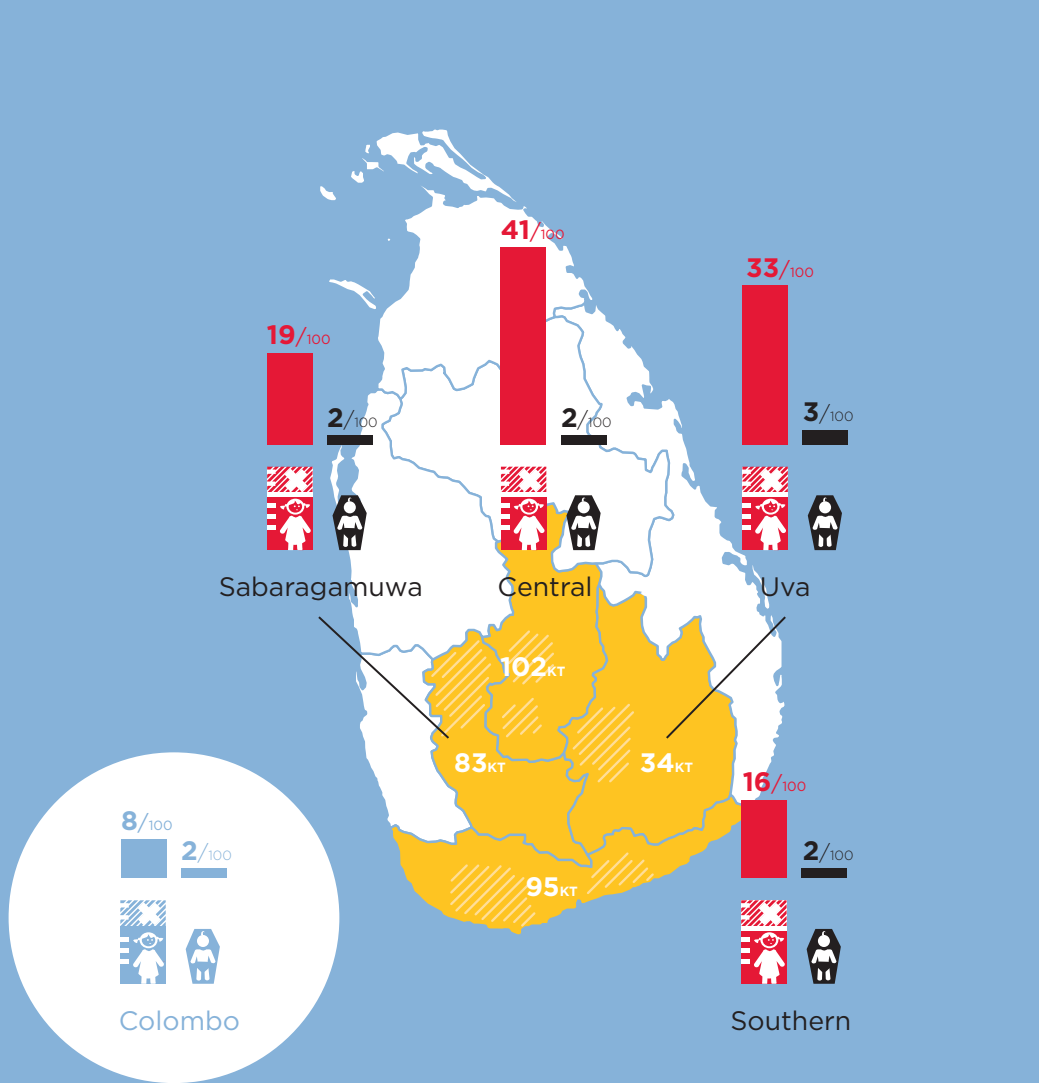 41/100
33/100
19/100
2/100
2/100
3/100
Sabaragamuwa
Central
Uva
102KT
83KT
34KT
16/100
8/100
2/100
2/100
95KT
Colombo
Southern